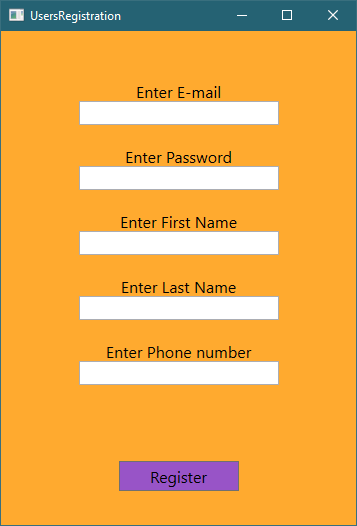 UsersRegistration
Enter E-mail
Enter Password
Enter First Name
Enter Last Name
Enter Phone number
Register